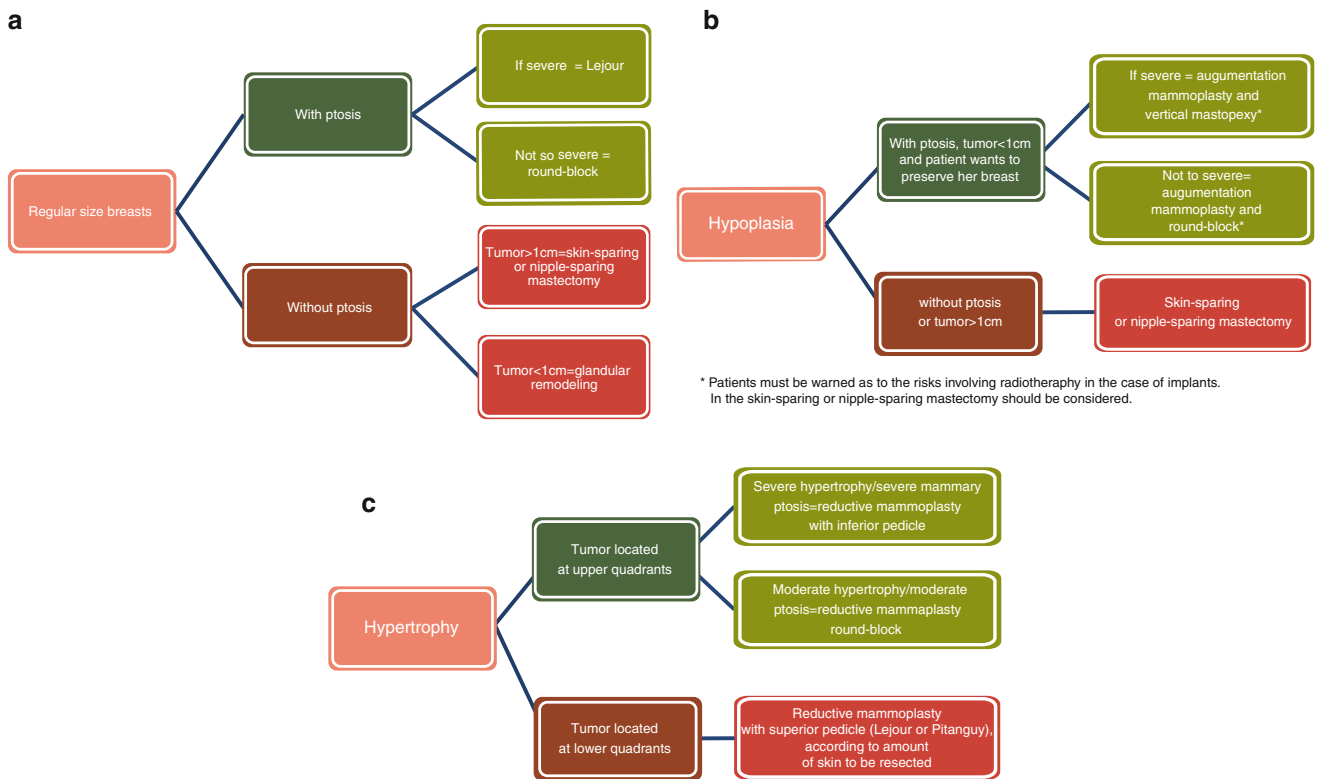 a
If severe = Lejour
With ptosis
Not so severe =
round-block
Regular size breasts
Tumor>1cm=skin-sparing
or nipple-sparing
mastectomy
Without ptosis
Tumor<1cm=glandular
remodeling
b
If severe = augumentation
mammoplasty and
vertical mastopexy*
With ptosis, tumor<1cm
and patient wants to
preserve her breast
Not to severe=
augumentation
mammoplasty and
round-block*
Hypoplasia
without ptosis
or tumor>1cm
Skin-sparing
or nipple-sparing mastectomy
* Patients must be warned as to the risks involving radiotheraphy in the case of implants.
In the skin-sparing or nipple-sparing mastectomy should be considered.
c
Severe hypertrophy/severe mammary
ptosis=reductive mammoplasty
with inferior pedicle
Tumor located
at upper quadrants
Moderate hypertrophy/moderate
ptosis=reductive mammaplasty
round-block
Hypertrophy
Tumor located
at lower quadrants
Reductive mammoplasty
with superior pedicle (Lejour or Pitanguy),
according to amount
of skin to be resected